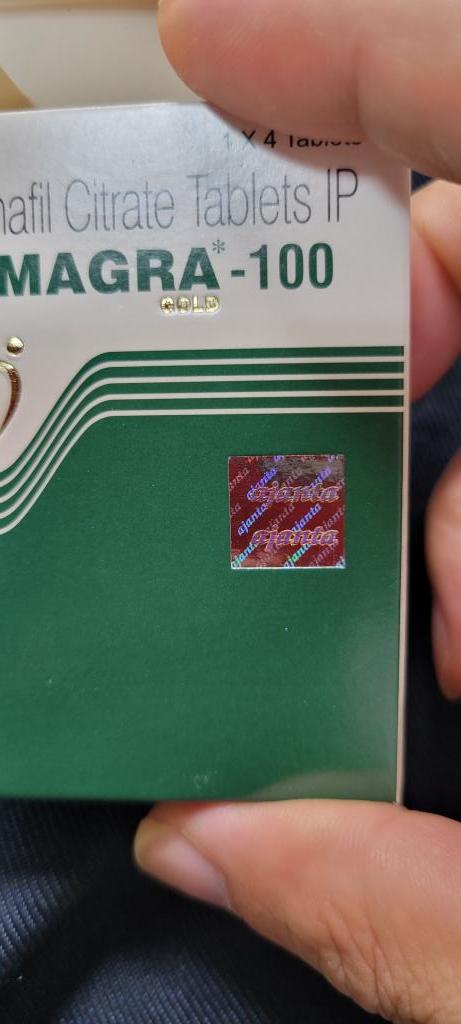 1 X 4 Tablets
nafil Citrate Tablets IP
MAGRA*-100
GOLD
ajanta
ajanta